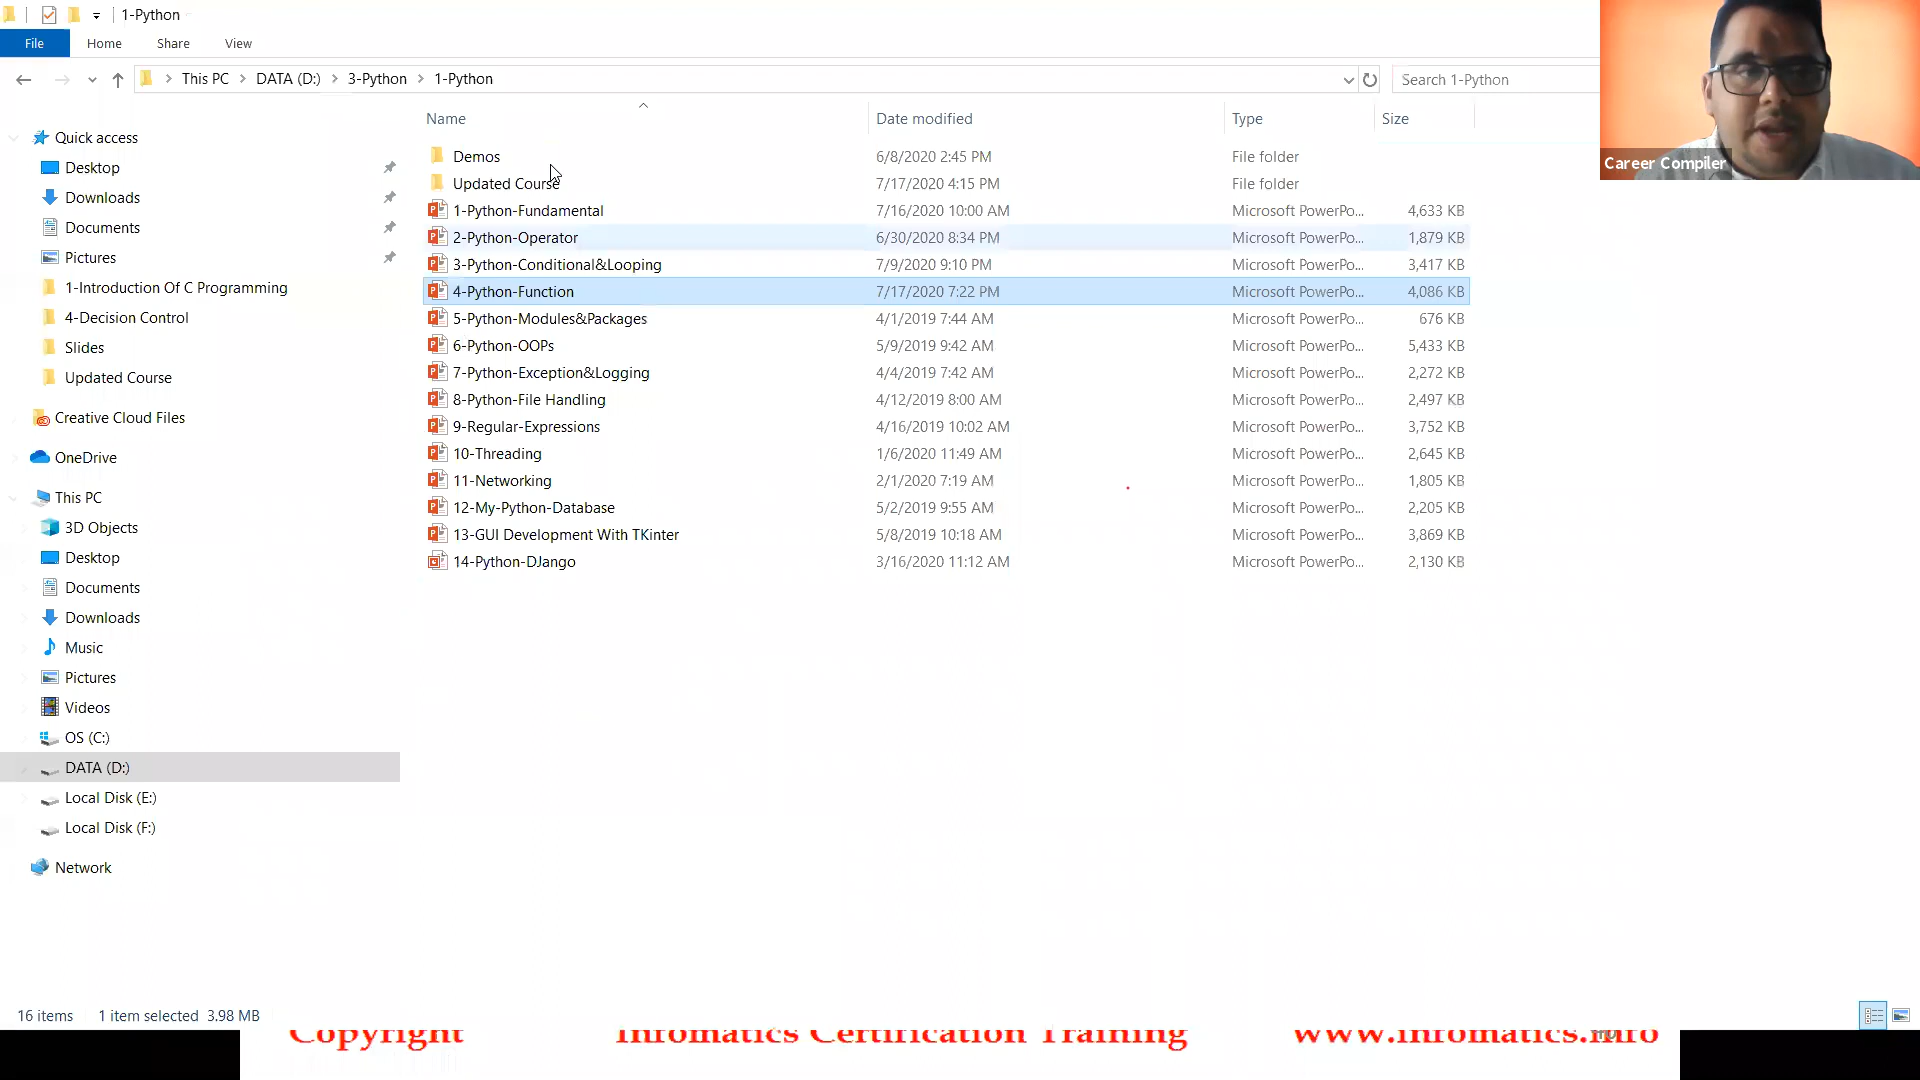 1-Python
File Home Share View
This PC DATA (D:) 3-Python 1-Python Search 1-Python
Name Date modified Type Size
Quick access
Desktop
Downloads
Documents
Pictures
1-Introduction Of C Programming
4-Decision Control
Slides
Updated Course
Creative Cloud Files
OneDrive
This PC
3D Objects
Desktop
Documents
Downloads
Music
Pictures
Videos
OS (C:)
DATA (D:)
Local Disk (E:)
Local Disk (F:)
Network
Demos 6/8/2020 2:45 PM File folder
Updated Course 7/17/2020 4:15 PM File folder
1-Python-Fundamental 7/16/2020 10:00 AM Microsoft PowerPo... 4,633 KB
2-Python-Operator 6/30/2020 8:34 PM Microsoft PowerPo... 1,879 KB
3-Python-Conditional&Looping 7/9/2020 9:10 PM Microsoft PowerPo... 3,417 KB
4-Python-Function 7/17/2020 7:22 PM Microsoft PowerPo... 4,086 KB
5-Python-Modules&Packages 4/1/2019 7:44 AM Microsoft PowerPo... 676 KB
6-Python-OOPs 5/9/2019 9:42 AM Microsoft PowerPo... 5,433 KB
7-Python-Exception&Logging 4/4/2019 7:42 AM Microsoft PowerPo... 2,272 KB
8-Python-File Handling 4/12/2019 8:00 AM Microsoft PowerPo... 2,497 KB
9-Regular-Expressions 4/16/2019 10:02 AM Microsoft PowerPo... 3,752 KB
10-Threading 1/6/2020 11:49 AM Microsoft PowerPo... 2,645 KB
11-Networking 2/1/2020 7:19 AM Microsoft PowerPo... 1,805 KB
12-My-Python-Database 5/2/2019 9:55 AM Microsoft PowerPo... 2,205 KB
13-GUI Development With TKinter 5/8/2019 10:18 AM Microsoft PowerPo... 3,869 KB
14-Python-DJango 3/16/2020 11:12 AM Microsoft PowerPo... 2,130 KB
Career Compiler
16 items 1 item selected 3.98 MB
Copyright Infomatics Certification Training www.infomatics.info